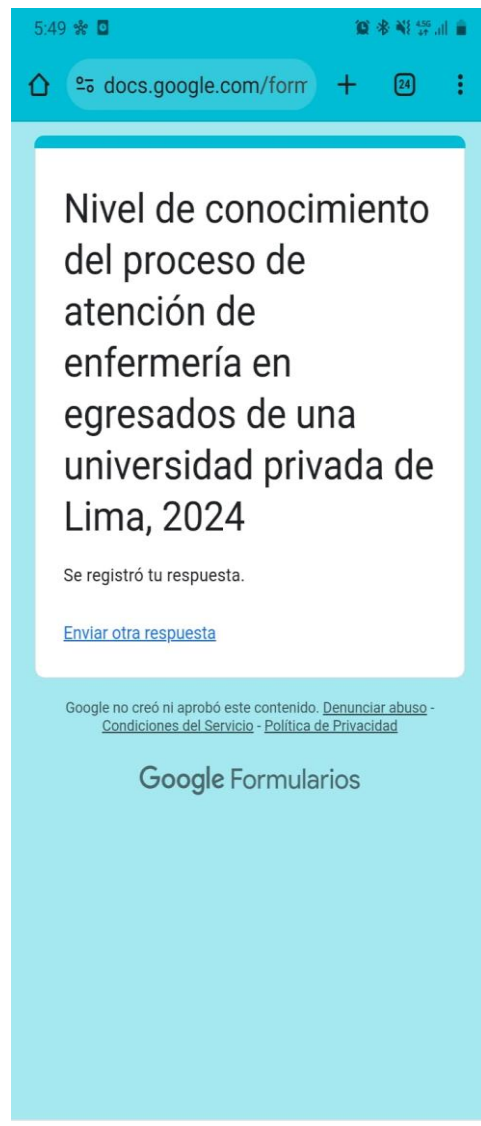 5:49
docs.google.com/form
24
Nivel de conocimiento
del proceso de
atención de
enfermería en
egresados de una
universidad privada de
Lima, 2024
Se registró tu respuesta.
Enviar otra respuesta
Google no creó ni aprobó este contenido. Denunciar abuso -
Condiciones del Servicio - Política de Privacidad
Google Formularios